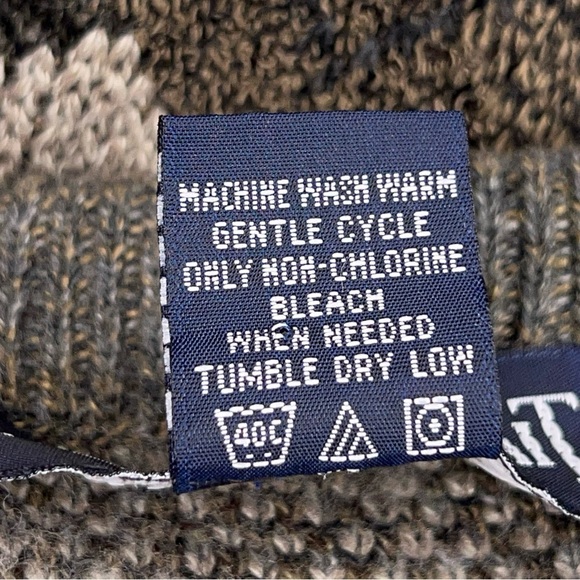 MACHINE WASH WARM
GENTLE CYCLE
ONLY NON-CHLORINE
BLEACH
WHEN NEEDED
TUMBLE DRY LOW
40C